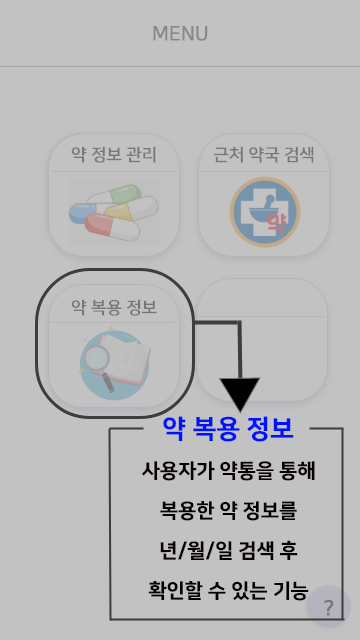 MENU
약 정보 관리
근처 약국 검색
약
약 복용 정보
약 복용 정보
사용자가 약통을 통해
복용한 약 정보를
년/월/일 검색 후
확인할 수 있는 기능
?